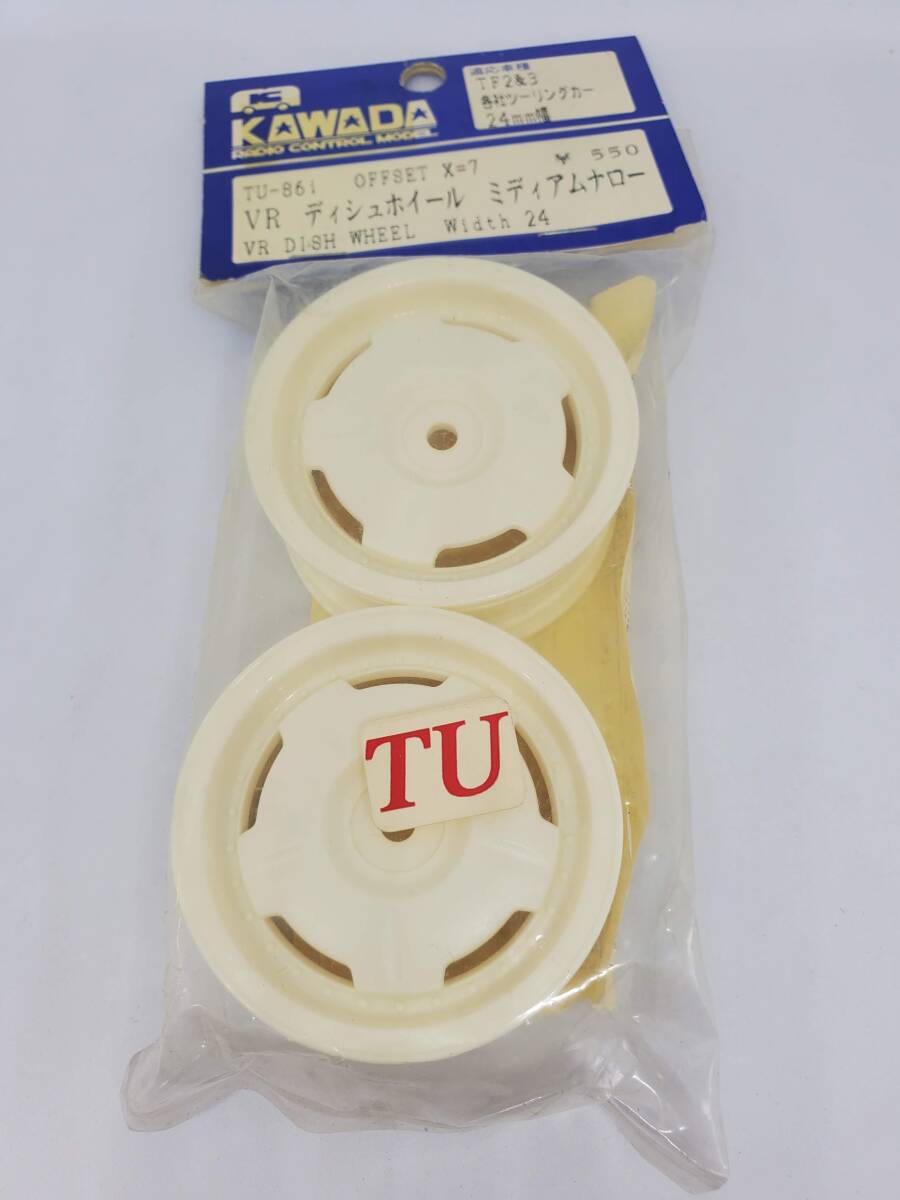 KAWADA
RADIO CONTROL MODEL
適応車種
TF2&3
各社ツーリングカー
24mm幅
TU-861 OFFSET X=7 ¥ 550
VR ディシュホイール ミディアムナロー
VR DISH WHEEL Width 24
TU